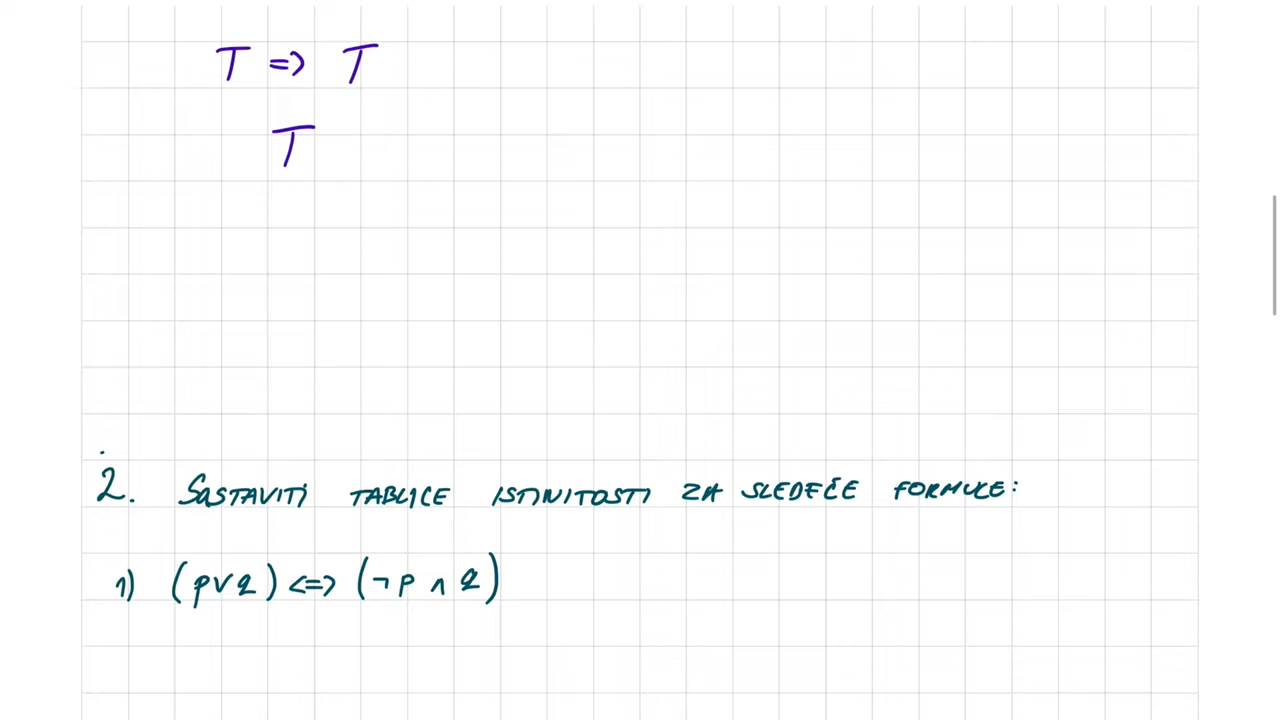 T => T
T
2. SASTAVITI TABLICE ISTINITOSTI ZA SLEDEĆE FORMULE:
1) (p∨q) <=> (¬p ∧ q)